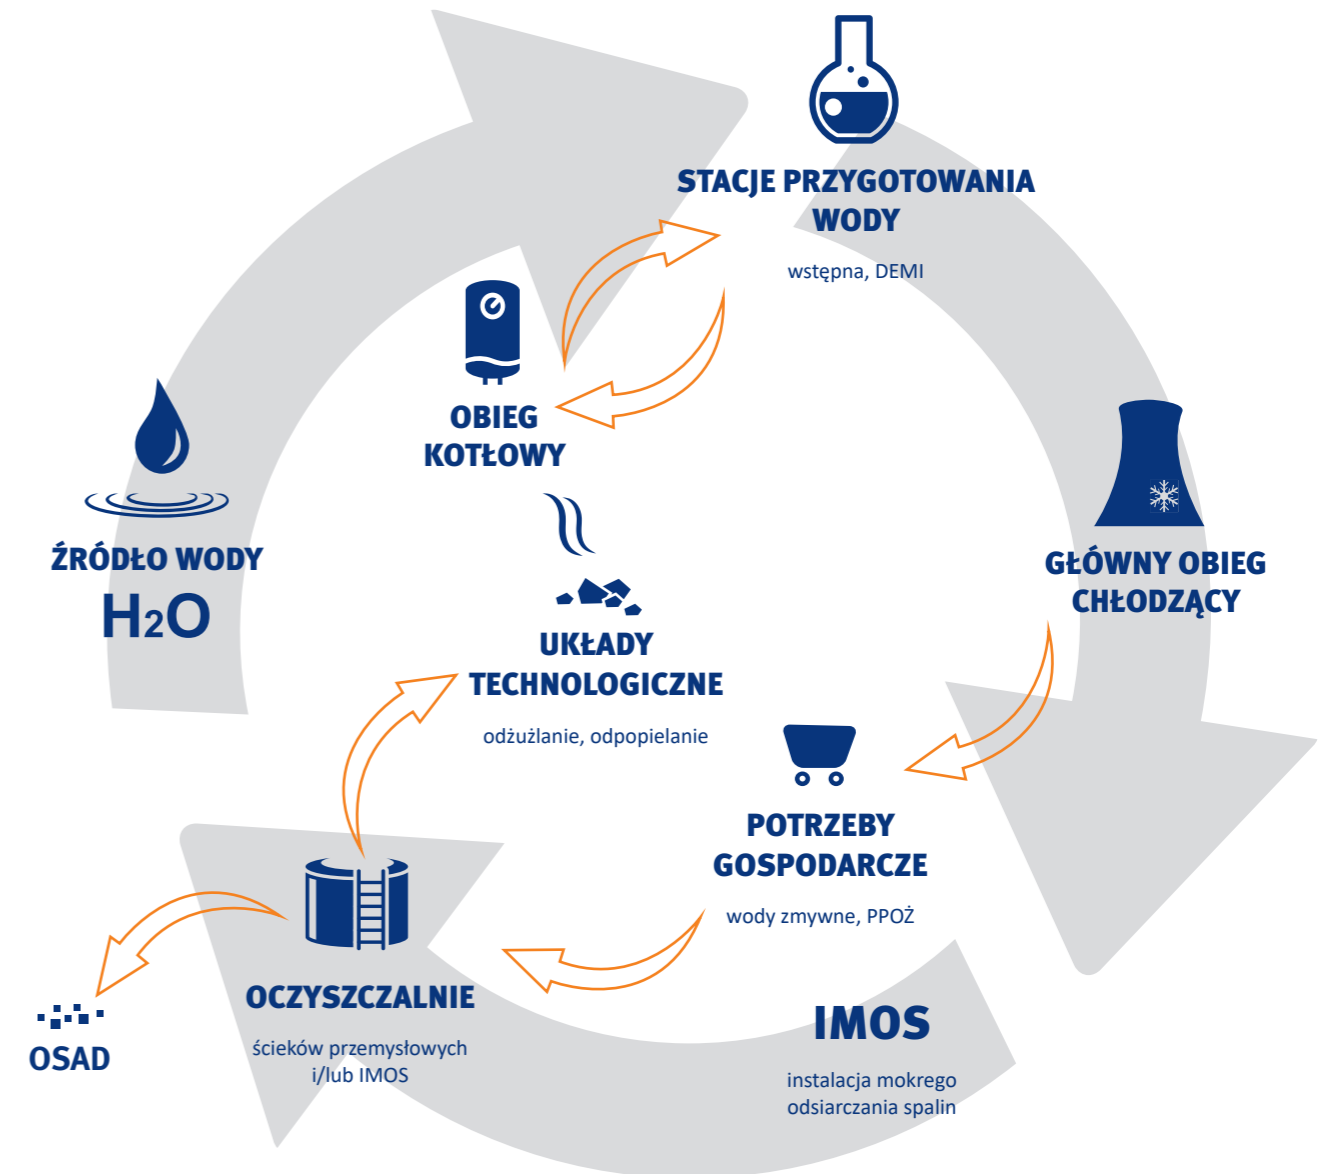 STACJE PRZYGOTOWANIA
WODY
wstępna, DEMI
OBIEG
KOTŁOWY
ŹRÓDŁO WODY
H2O
GŁÓWNY OBIEG
CHŁODZĄCY
UKŁADY
TECHNOLOGICZNE
odżużlanie, odpopielanie
POTRZEBY
GOSPODARCZE
wody zmywne, PPOŻ
OCZYSZCZALNIE
ścieków przemysłowych
i/lub IMOS
OSAD
IMOS
instalacja mokrego
odsiarczania spalin